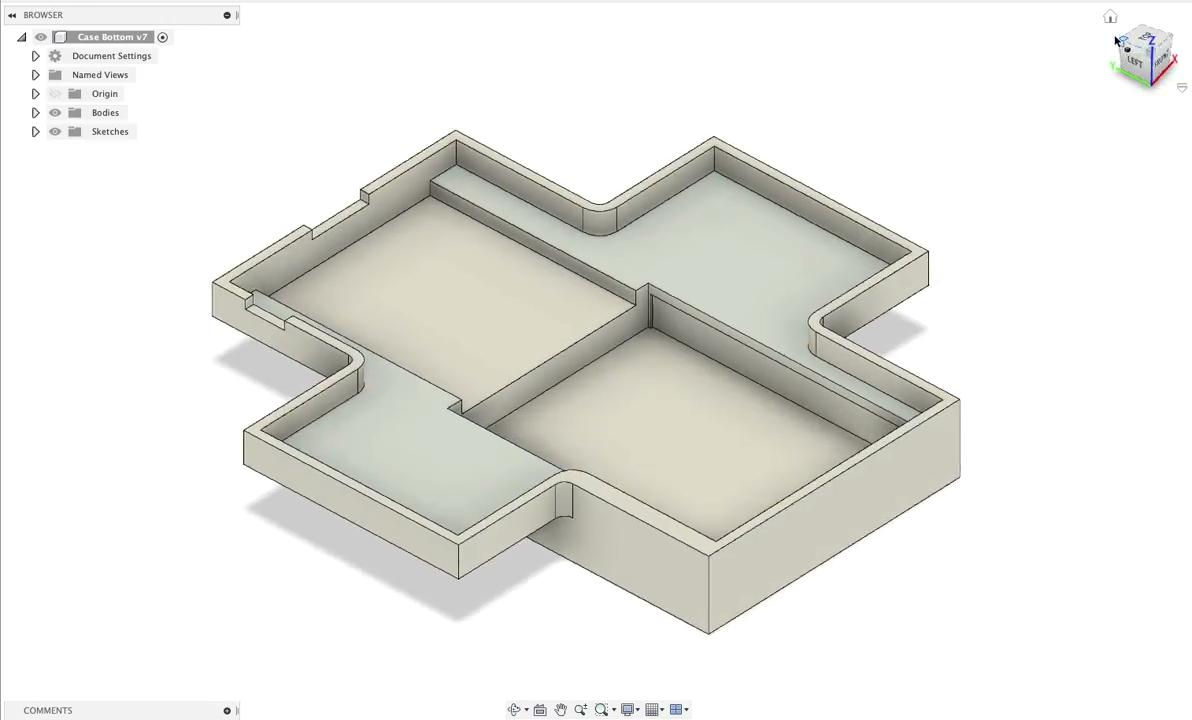 BROWSER
Case Bottom v7
Document Settings
Named Views
Origin
Bodies
Sketches
Z
X
Y
LEFT
COMMENTS